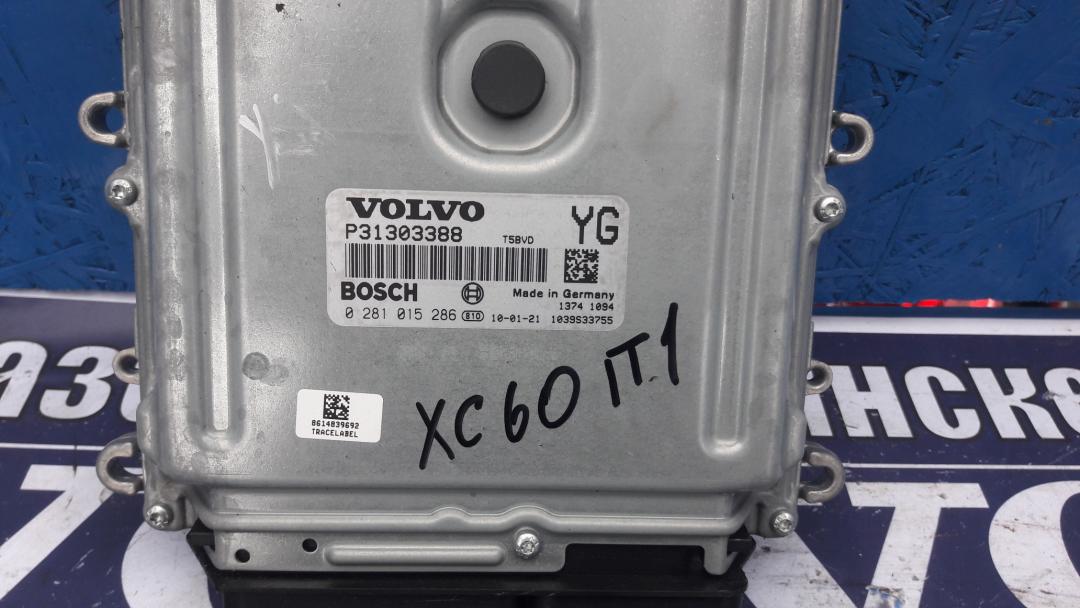 VOLVO YG
P31303388 T5BVD
BOSCH Made in Germany
1374 1094
0 281 015 286 810 10-01-21 1039S33755
XC60 1T1
8614839692
TRACELABEL